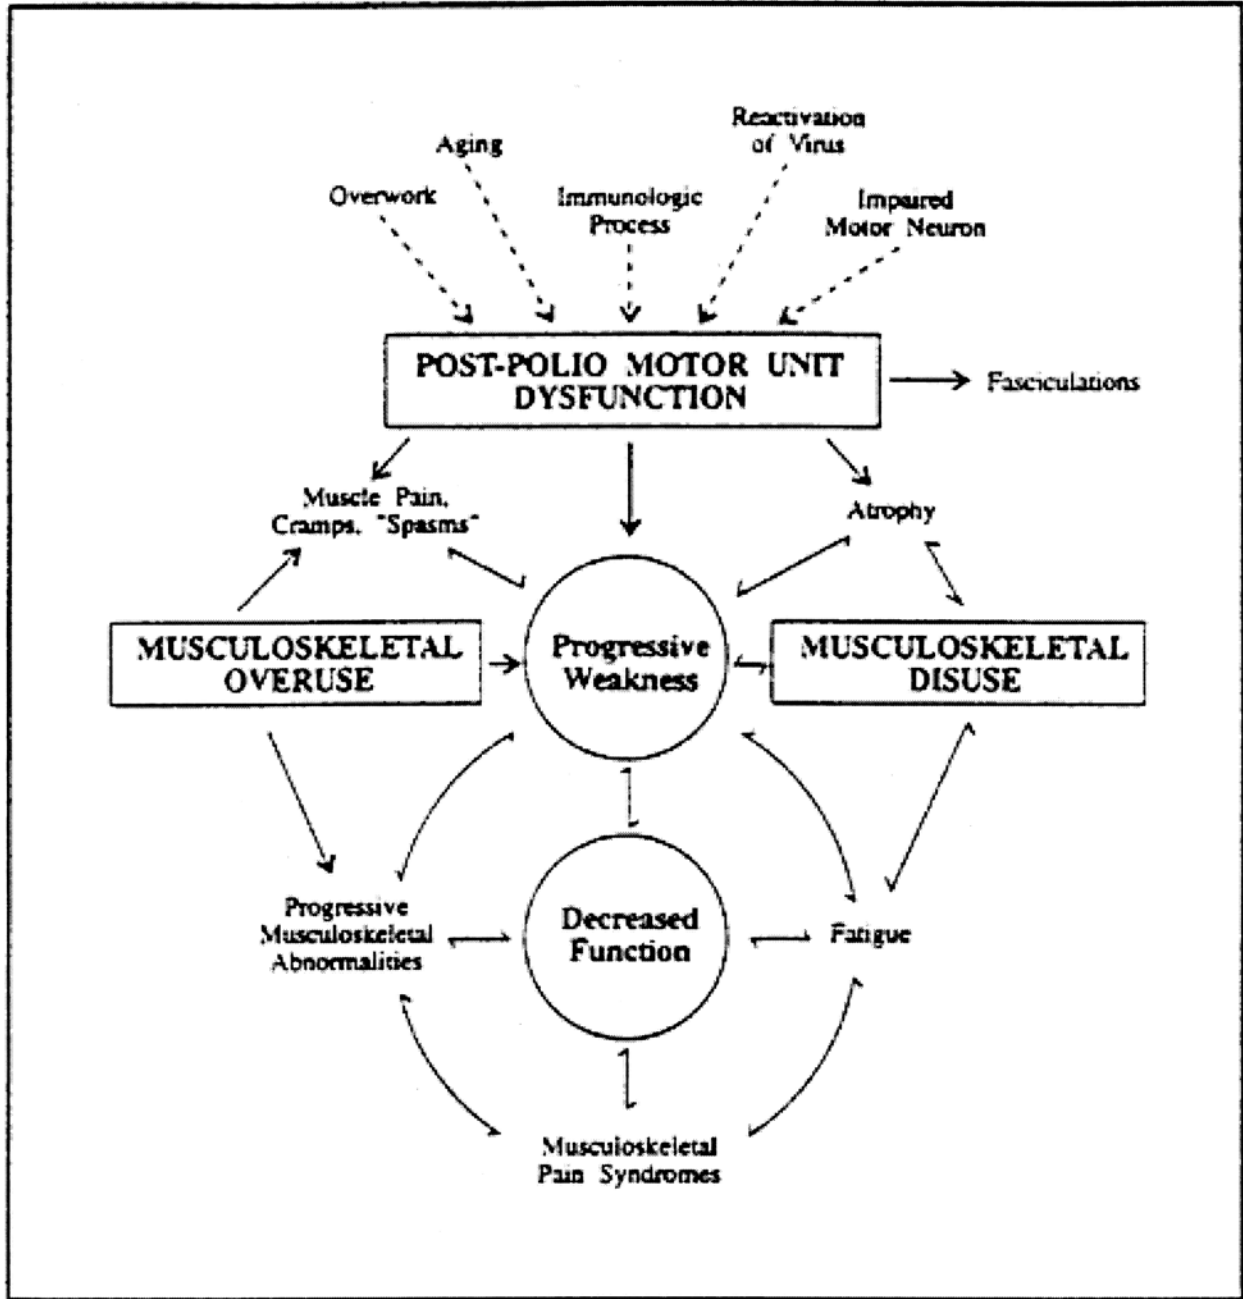 Reactivation
of Virus
Aging
Overwork
Immunologic
Process
Impaired
Motor Neuron
POST-POLIO MOTOR UNIT
DYSFUNCTION
Fasciculations
Muscle Pain,
Cramps, "Spasms"
Atrophy
MUSCULOSKELETAL
OVERUSE
Progressive
Weakness
MUSCULOSKELETAL
DISUSE
Progressive
Musculoskeletal
Abnormalities
Decreased
Function
Fatigue
Musculoskeletal
Pain Syndromes